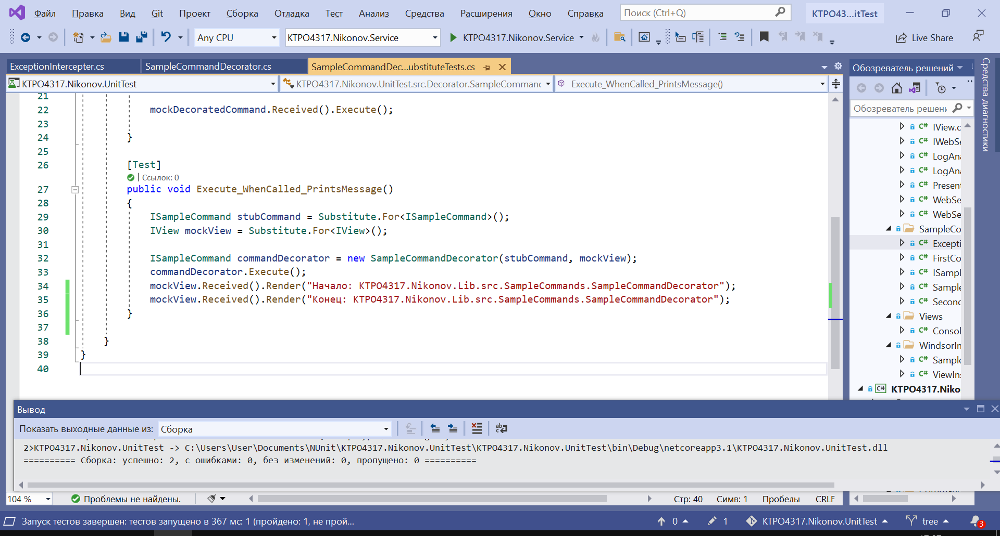 Файл Правка Вид Git Проект Сборка Отладка Тест Анализ Средства Расширения Окно Справка Поиск (Ctrl+Q) KTPO43...itTest
Any CPU KTPO4317.Nikonov.Service KTPO4317.Nikonov.Service Live Share
ExceptionIntercepter.cs SampleCommandDecorator.cs SampleCommandDec...ubstituteTests.cs
KTPO4317.Nikonov.UnitTest KTPO4317.Nikonov.UnitTest.src.Decorator.SampleCommand Execute_WhenCalled_PrintsMessage()
21
22 mockDecoratedCommand.Received().Execute();
23
24 }
25
26 [Test]
Ссылок: 0
27 public void Execute_WhenCalled_PrintsMessage()
28 {
29 ISampleCommand stubCommand = Substitute.For<ISampleCommand>();
30 IView mockView = Substitute.For<IView>();
31
32 ISampleCommand commandDecorator = new SampleCommandDecorator(stubCommand, mockView);
33 commandDecorator.Execute();
34 mockView.Received().Render("Начало: KTPO4317.Nikonov.Lib.src.SampleCommands.SampleCommandDecorator");
35 mockView.Received().Render("Конец: KTPO4317.Nikonov.Lib.src.SampleCommands.SampleCommandDecorator");
36 }
37
38 }
39 }
40
Обозреватель решений
Обозреватель решени
IView.c
C# IWebSe
C# LogAna
C# LogAna
C# Present
C# WebSe
C# WebSe
SampleCo
C# Excepti
C# FirstCo
C# ISampl
C# Sample
C# Second
Views
C# Consol
WindsorIn
C# Sample
C# ViewIns
C# KTPO4317.Niko
Средства диагностики
Вывод
Показать выходные данные из: Сборка
2>KTPO4317.Nikonov.UnitTest -> C:\Users\User\Documents\NUnit\KTPO4317.Nikonov.UnitTest\KTPO4317.Nikonov.UnitTest\bin\Debug\netcoreapp3.1\KTPO4317.Nikonov.UnitTest.dll
========== Сборка: успешно: 2, с ошибками: 0, без изменений: 0, пропущено: 0 ==========
104 % Проблемы не найдены. Стр: 40 Симв: 1 Пробелы CRLF
Запуск тестов завершен: тестов запущено в 367 мс: 1 (пройдено: 1, не прой... 0 1 KTPO4317.Nikonov.UnitTest tree 3